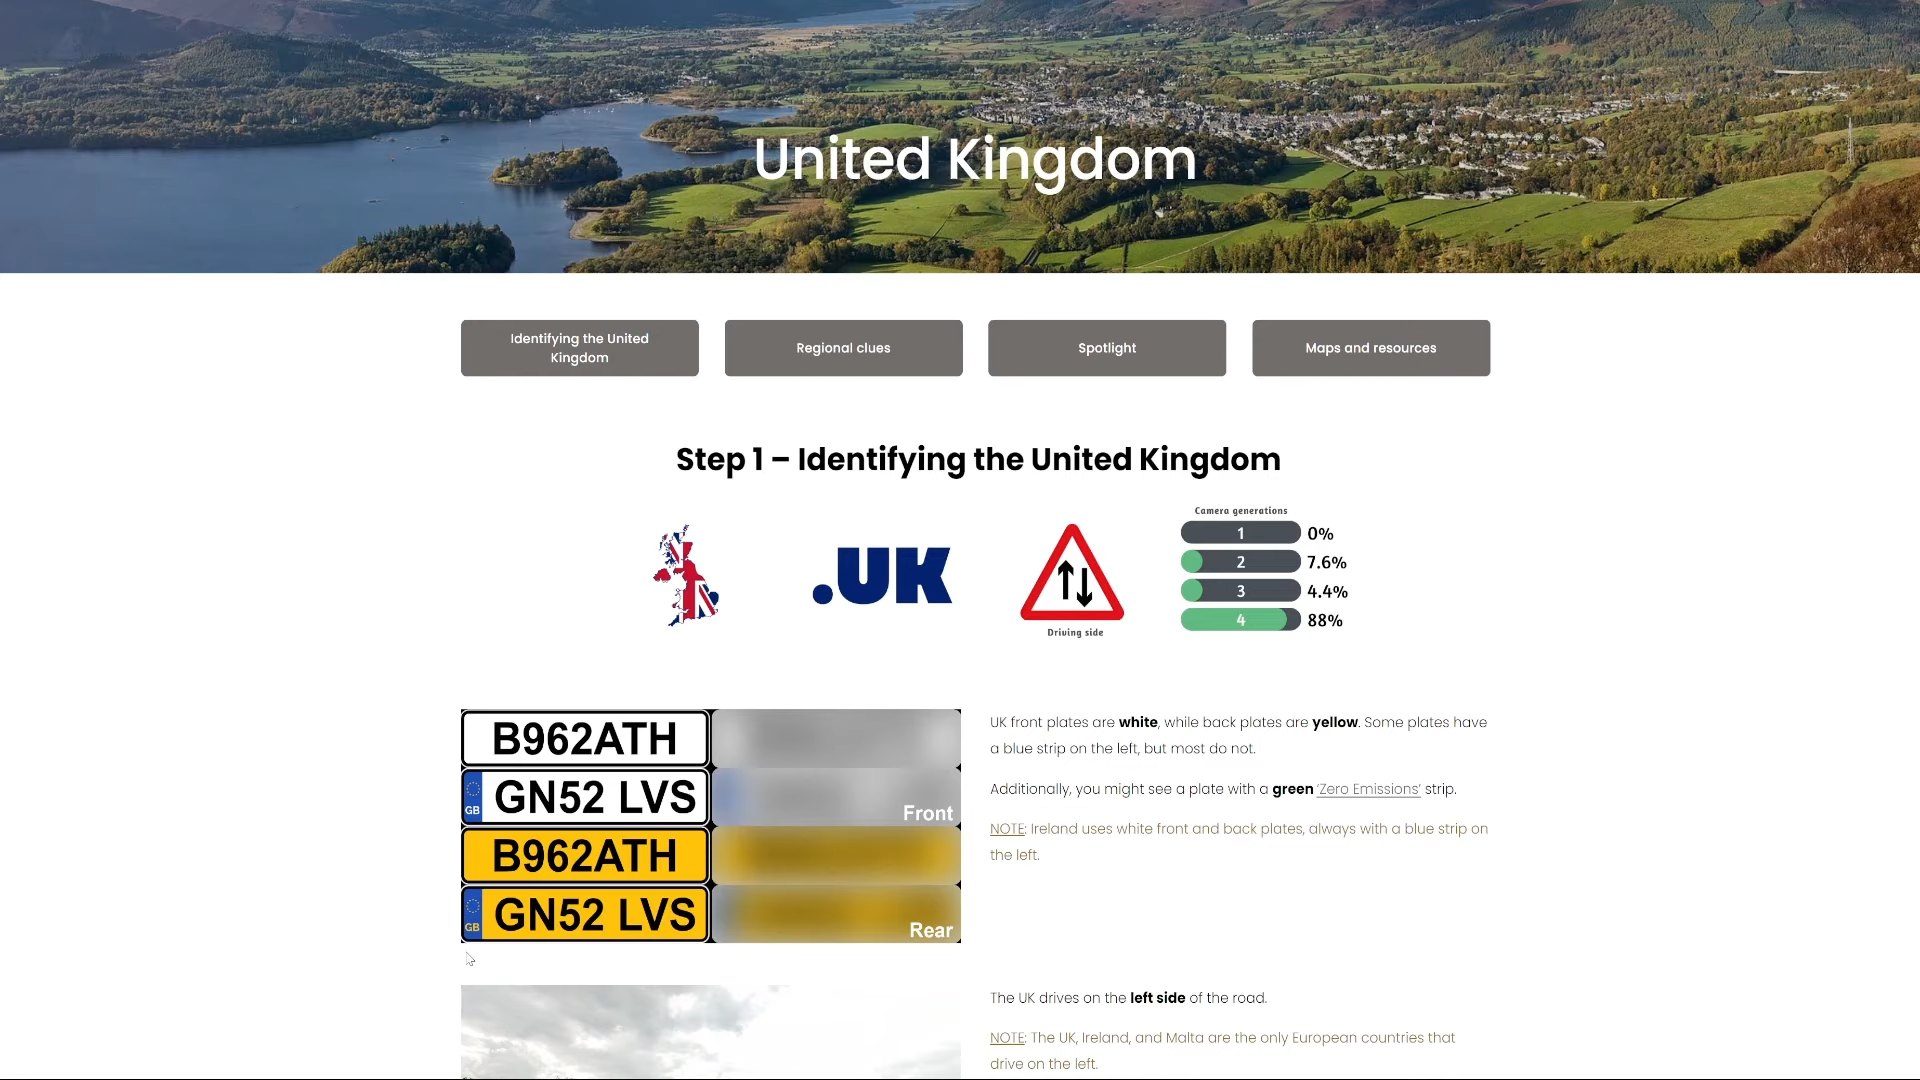 United Kingdom
Identifying the United
Kingdom
Regional clues
Spotlight
Maps and resources
Step 1 – Identifying the United Kingdom
.UK
Driving side
Camera generations
1 0%
2 7.6%
3 4.4%
4 88%
B962ATH
GB GN52 LVS
Front
B962ATH
GB GN52 LVS
Rear
UK front plates are white, while back plates are yellow. Some plates have
a blue strip on the left, but most do not.
Additionally, you might see a plate with a green ‘Zero Emissions’ strip.
NOTE: Ireland uses white front and back plates, always with a blue strip on
the left.
The UK drives on the left side of the road.
NOTE: The UK, Ireland, and Malta are the only European countries that
drive on the left.